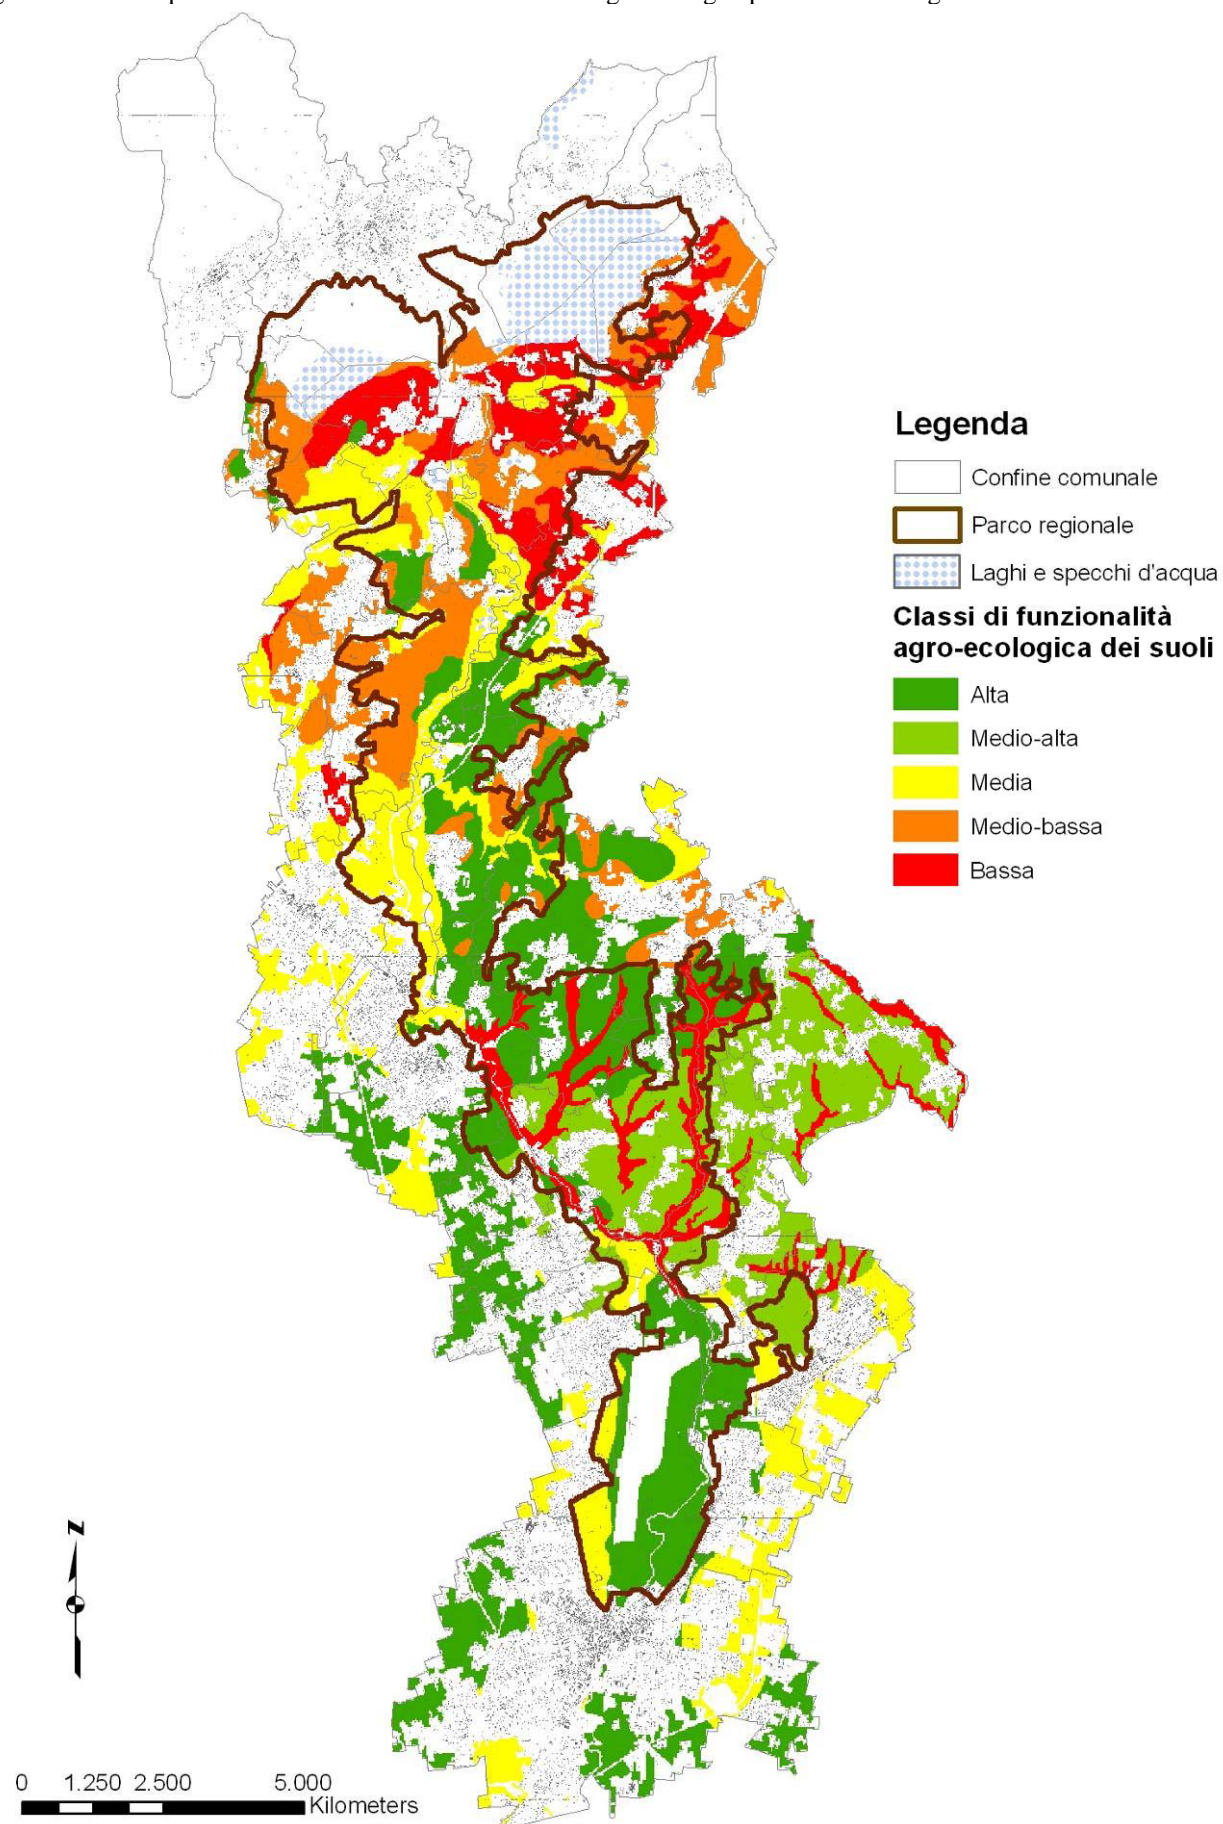 Legenda
Confine comunale
Parco regionale
Laghi e specchi d'acqua
Classi di funzionalità
agro-ecologica dei suoli
Alta
Medio-alta
Media
Medio-bassa
Bassa
N
0 1.250 2.500 5.000
Kilometers